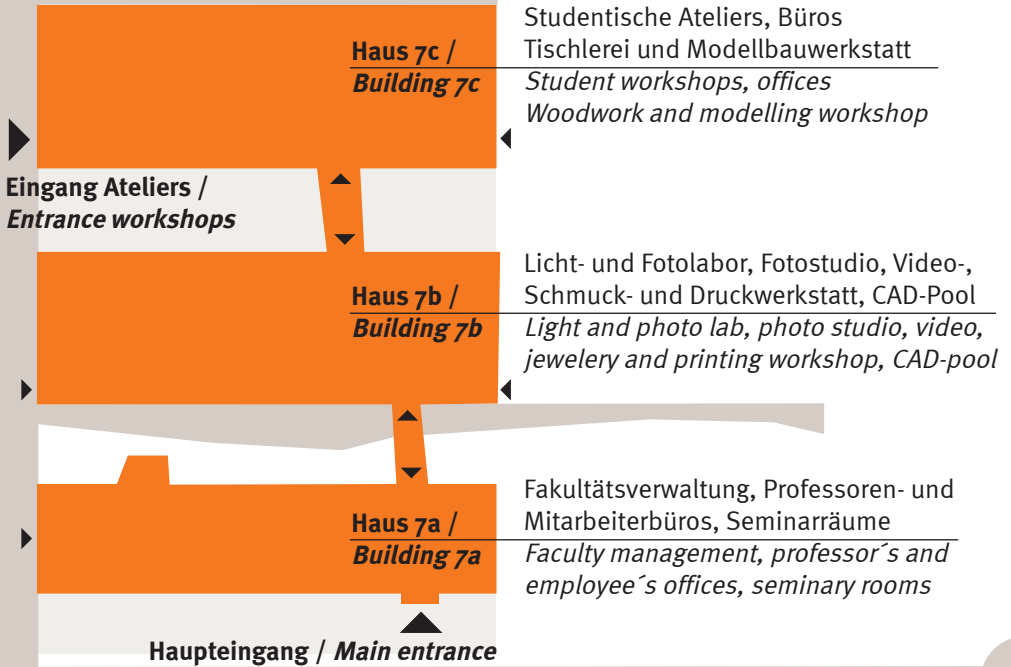 Studentische Ateliers, Büros
Haus 7c /
Tischlerei und Modellbauwerkstatt
Building 7c
Student workshops, offices
Woodwork and modelling workshop
Eingang Ateliers /
Entrance workshops
Licht- und Fotolabor, Fotostudio, Video-,
Haus 7b /
Schmuck- und Druckwerkstatt, CAD-Pool
Building 7b
Light and photo lab, photo studio, video,
jewelery and printing workshop, CAD-pool
Fakultätsverwaltung, Professoren- und
Haus 7a /
Mitarbeiterbüros, Seminarräume
Building 7a
Faculty management, professor´s and
employee´s offices, seminary rooms
Haupteingang / Main entrance